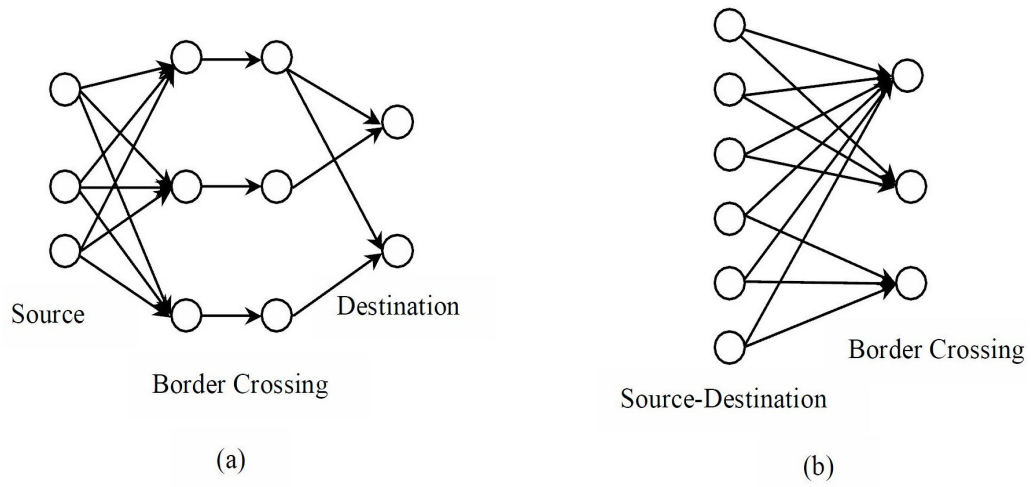 Source
Destination
Border Crossing
(a)
Border Crossing
Source-Destination
(b)